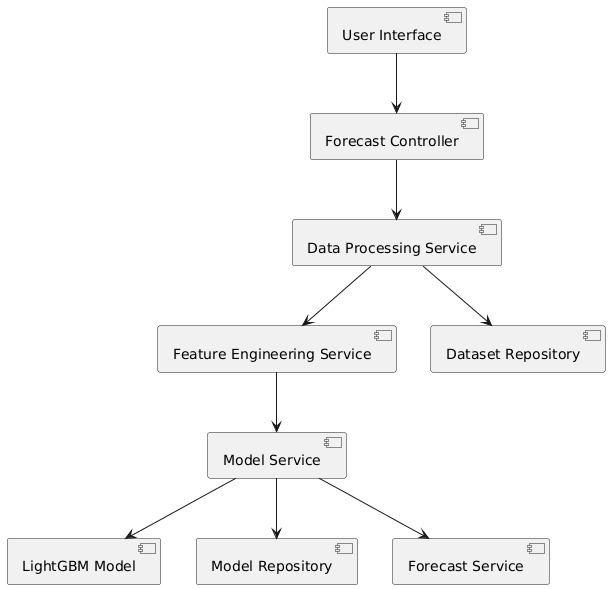 User Interface
Forecast Controller
Data Processing Service
Feature Engineering Service
Dataset Repository
Model Service
LightGBM Model
Model Repository
Forecast Service